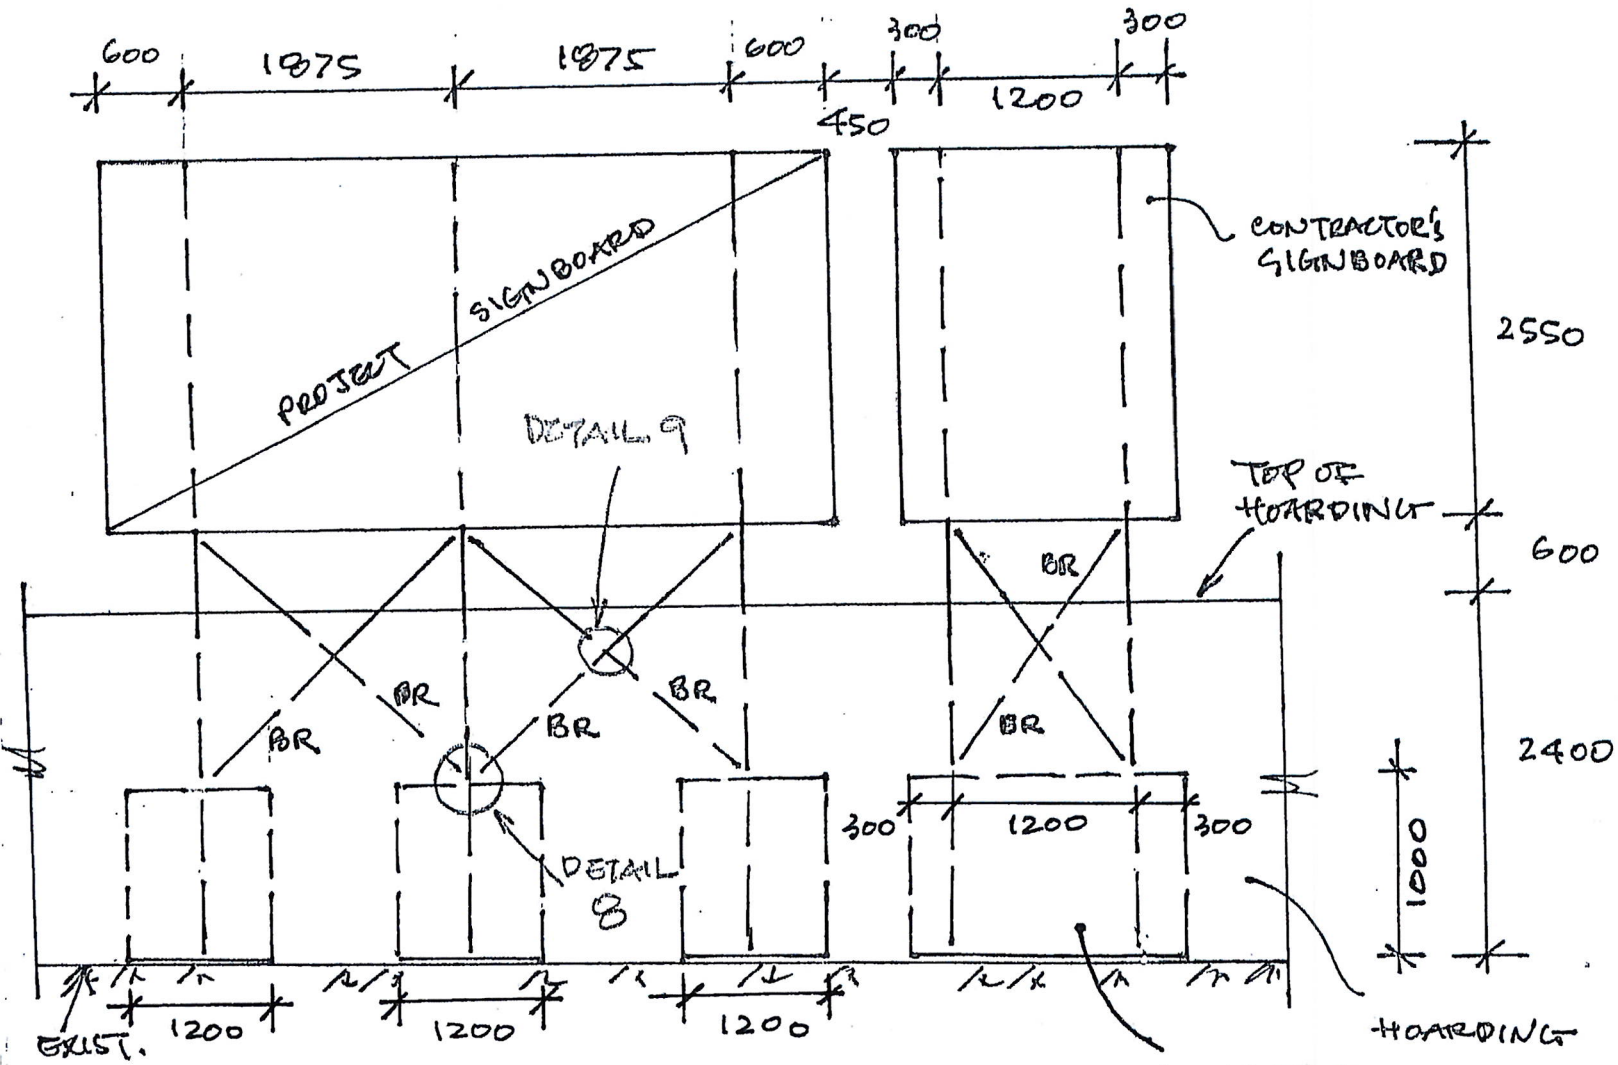 600
1875
1875
600
300
300
1200
450
CONTRACTOR'S
SIGNBOARD
PROJECT SIGNBOARD
2550
DETAIL 9
TOP OF
HOARDING
600
BR
BR
BR
BR
BR
BR
2400
300
1200
300
1000
DETAIL
8
1200
1200
1200
EXIST.
HOARDING